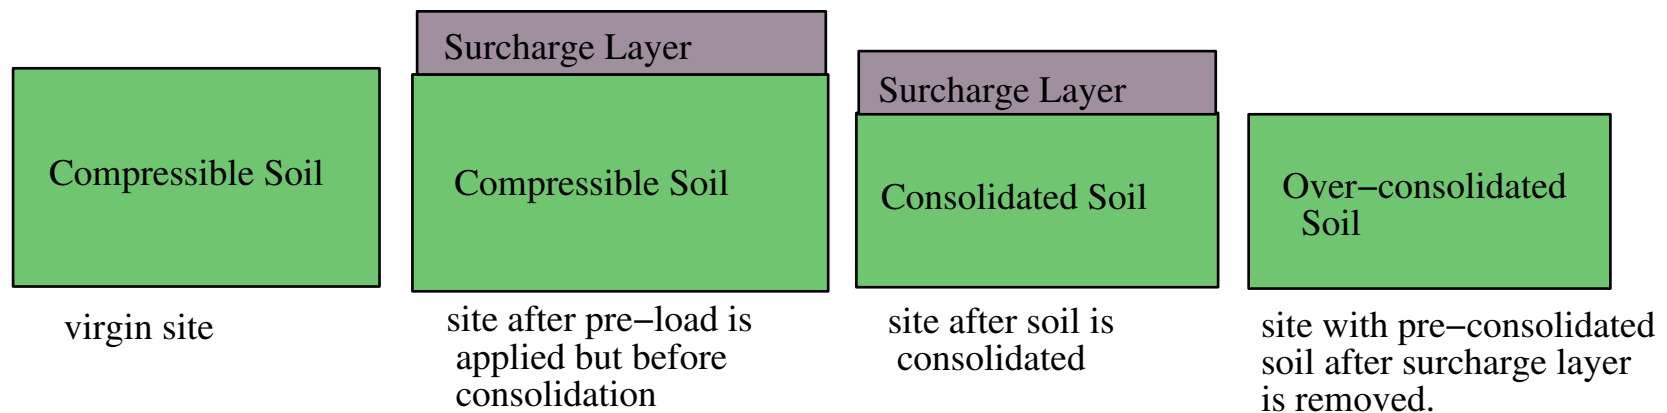 Compressible Soil
virgin site
Surcharge Layer
Compressible Soil
site after pre−load is
applied but before
consolidation
Surcharge Layer
Consolidated Soil
site after soil is
consolidated
Over−consolidated
Soil
site with pre−consolidated
soil after surcharge layer
is removed.